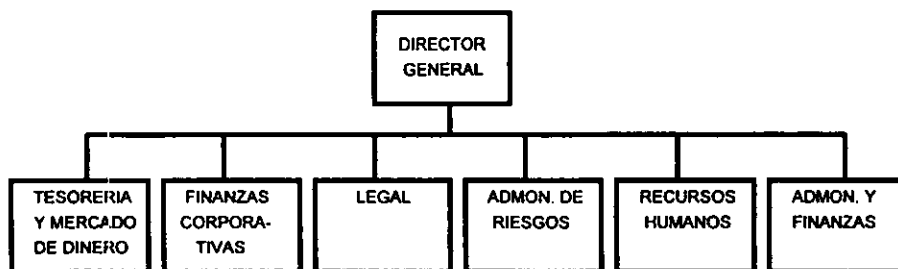 DIRECTOR
GENERAL
TESORERIA
Y MERCADO
DE DINERO
FINANZAS
CORPORA-
TIVAS
LEGAL
ADMON. DE
RIESGOS
RECURSOS
HUMANOS
ADMON. Y
FINANZAS